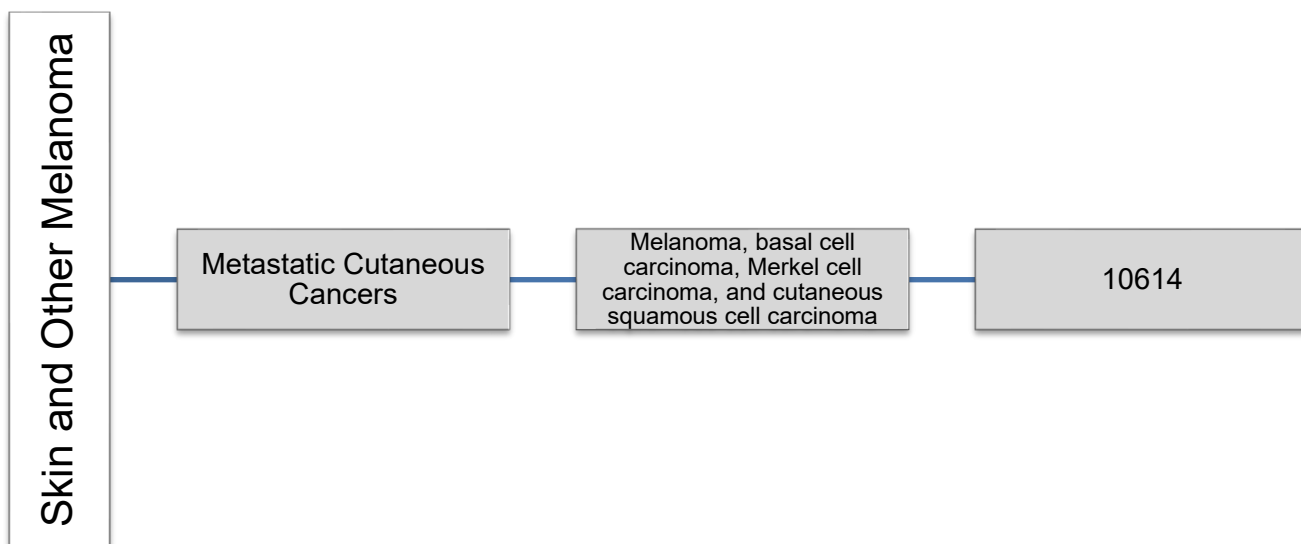 Skin and Other Melanoma
Metastatic Cutaneous
Cancers
Melanoma, basal cell
carcinoma, Merkel cell
carcinoma, and cutaneous
squamous cell carcinoma
10614